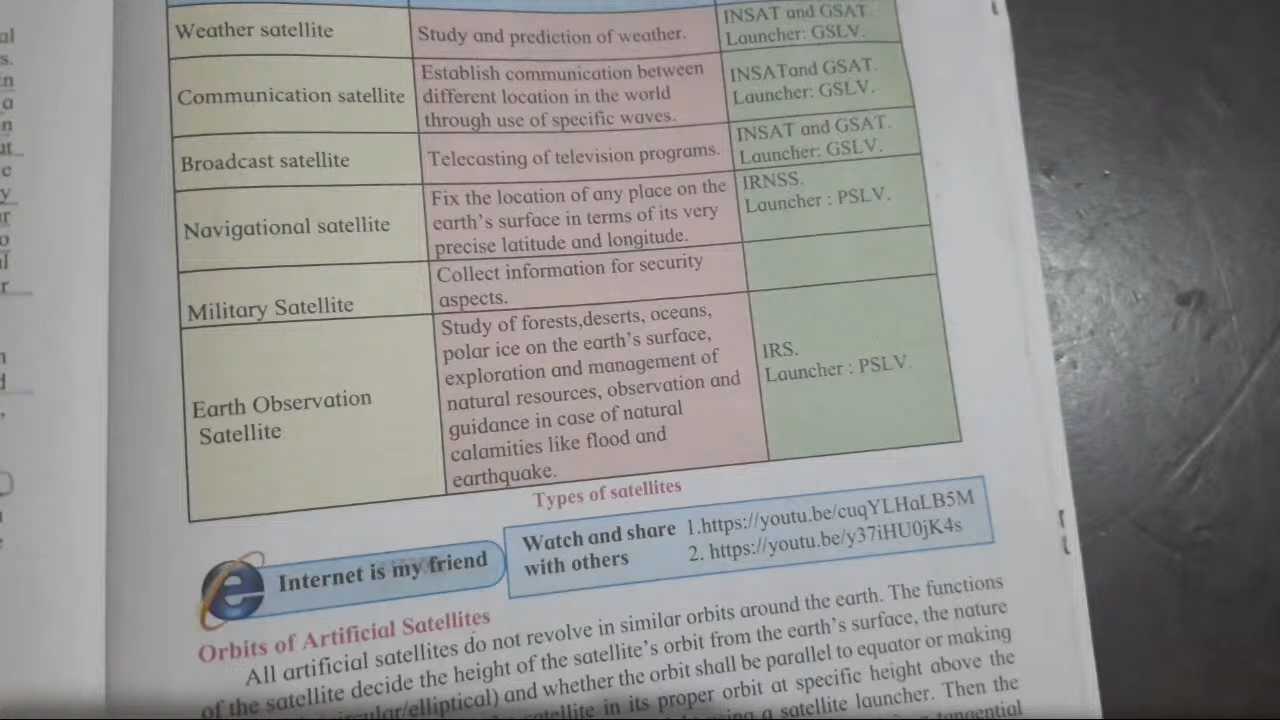 Weather satellite
Study and prediction of weather.
INSAT and GSAT.
Launcher: GSLV.
Communication satellite
Establish communication between
different location in the world
through use of specific waves.
INSATand GSAT.
Launcher: GSLV.
Broadcast satellite
Telecasting of television programs.
INSAT and GSAT.
Launcher: GSLV.
Navigational satellite
Fix the location of any place on the
earth's surface in terms of its very
precise latitude and longitude.
IRNSS.
Launcher : PSLV.
Military Satellite
Collect information for security
aspects.
Earth Observation
Satellite
Study of forests,deserts, oceans,
polar ice on the earth's surface,
exploration and management of
natural resources, observation and
guidance in case of natural
calamities like flood and
earthquake.
IRS.
Launcher : PSLV.
Types of satellites
Internet is my friend
Watch and share
with others
1.https://youtu.be/cuqYLHaLB5M
2. https://youtu.be/y37iHU0jK4s
Orbits of Artificial Satellites
All artificial satellites do not revolve in similar orbits around the earth. The functions
of the satellite decide the height of the satellite's orbit from the earth's surface, the nature
(circular/elliptical) and whether the orbit shall be parallel to equator or making
satellite in its proper orbit at specific height above the
using a satellite launcher. Then the
tangential